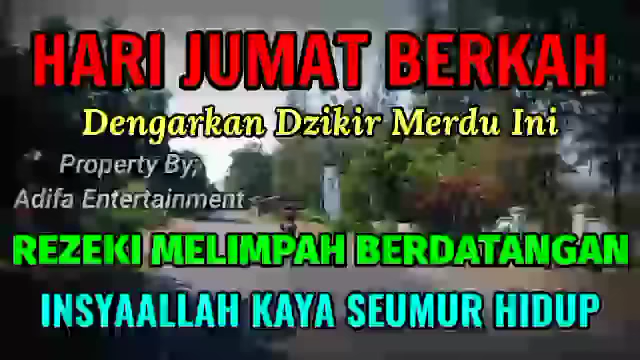 HARI JUMAT BERKAH
Dengarkan Dzikir Merdu Ini
Property By;
Adifa Entertainment
REZEKI MELIMPAH BERDATANGAN
INSYAALLAH KAYA SEUMUR HIDUP